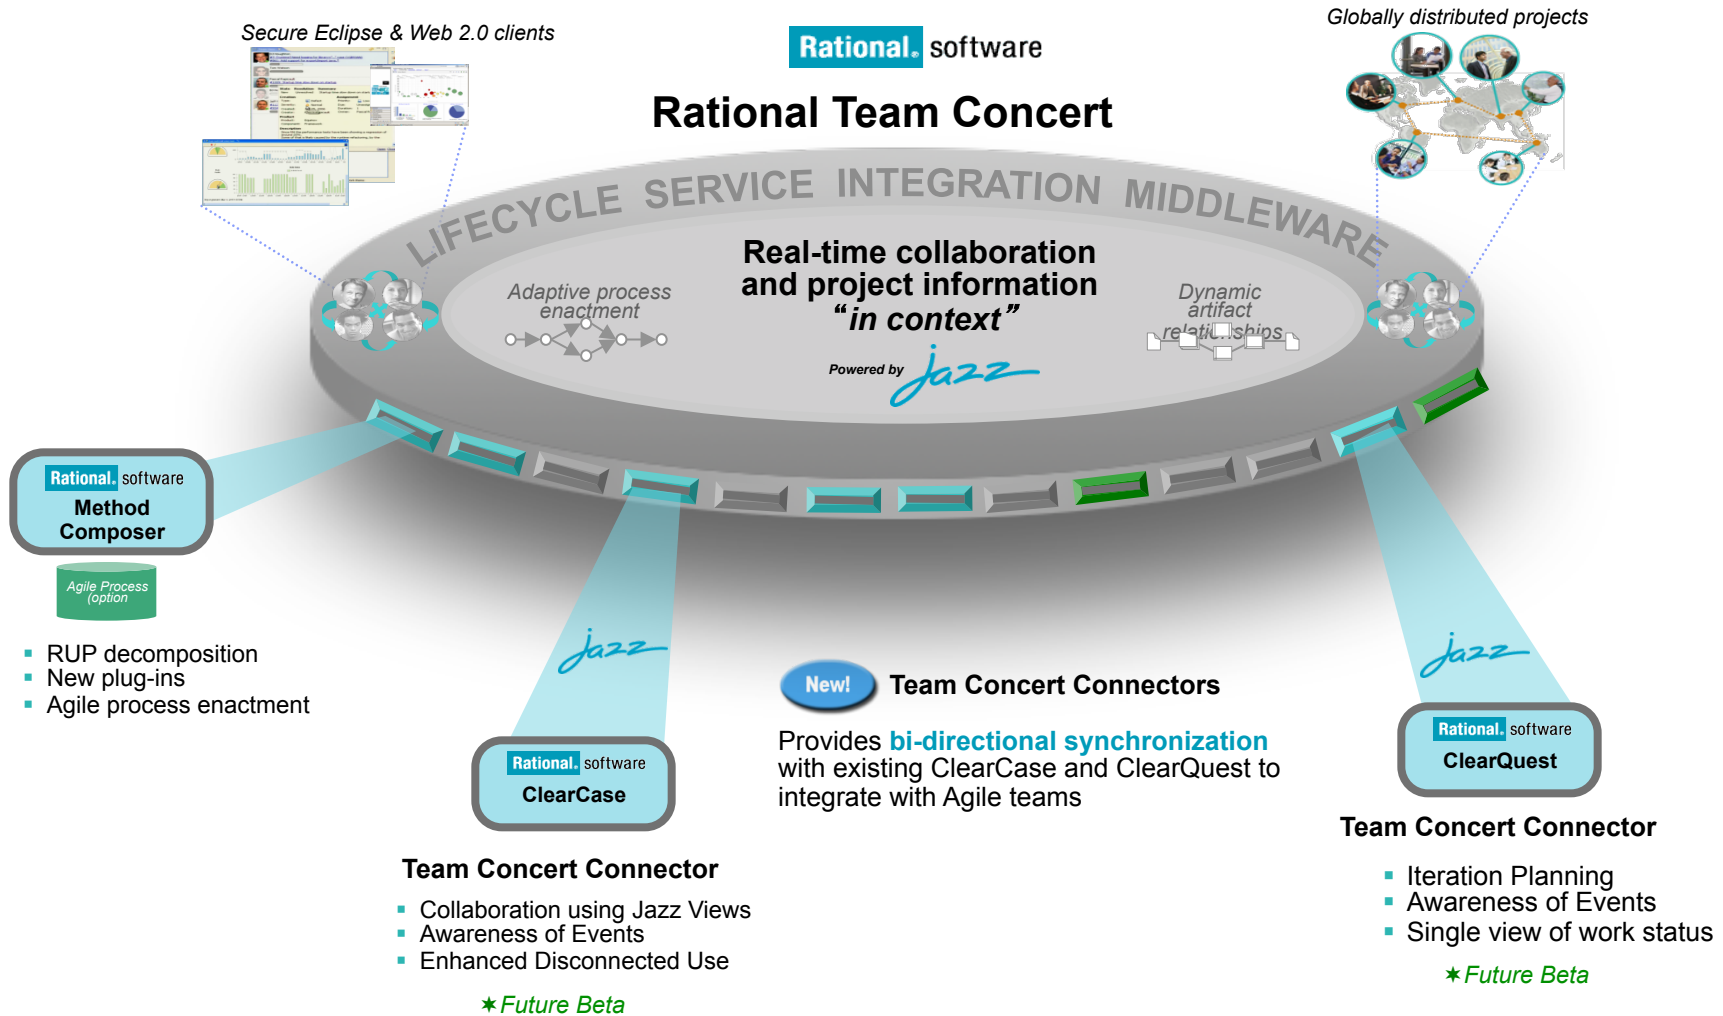 Secure Eclipse & Web 2.0 clients
Rational. software
Globally distributed projects
Rational Team Concert
LIFECYCLE SERVICE INTEGRATION MIDDLEWARE
Real-time collaboration
and project information
“in context”
Adaptive process
enactment
Dynamic
artifact
relationships
Powered by
jazz
Rational. software
Method
Composer
Agile Process
(option
RUP decomposition
New plug-ins
Agile process enactment
jazz
Rational. software
ClearCase
Team Concert Connector
Collaboration using Jazz Views
Awareness of Events
Enhanced Disconnected Use
✶Future Beta
New!
Team Concert Connectors
Provides bi-directional synchronization
with existing ClearCase and ClearQuest to
integrate with Agile teams
jazz
Rational. software
ClearQuest
Team Concert Connector
Iteration Planning
Awareness of Events
Single view of work status
✶Future Beta